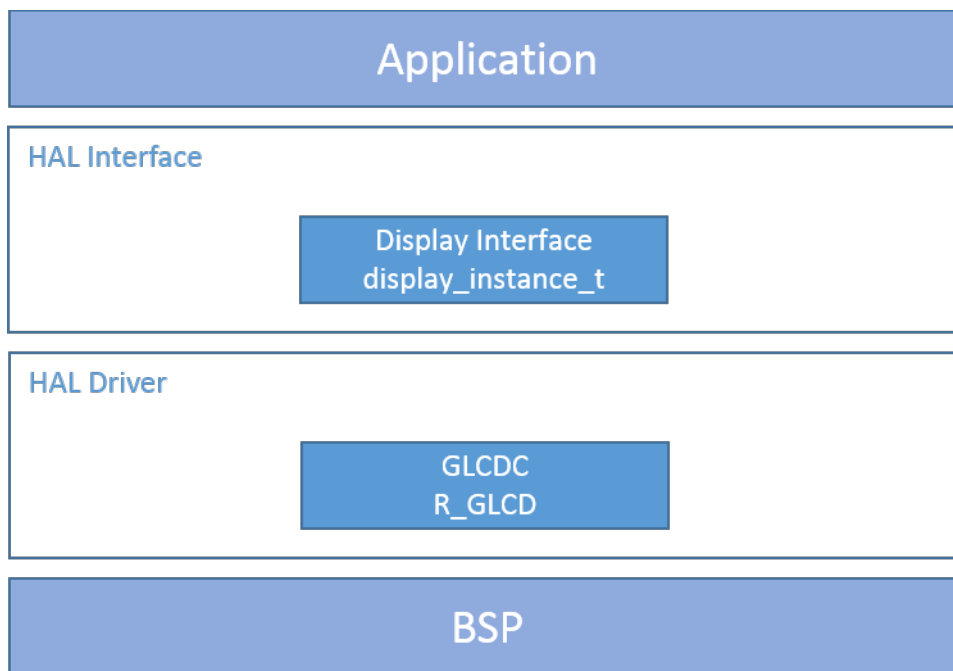 Application
HAL Interface
Display Interface
display_instance_t
HAL Driver
GLCDC
R_GLCD
BSP